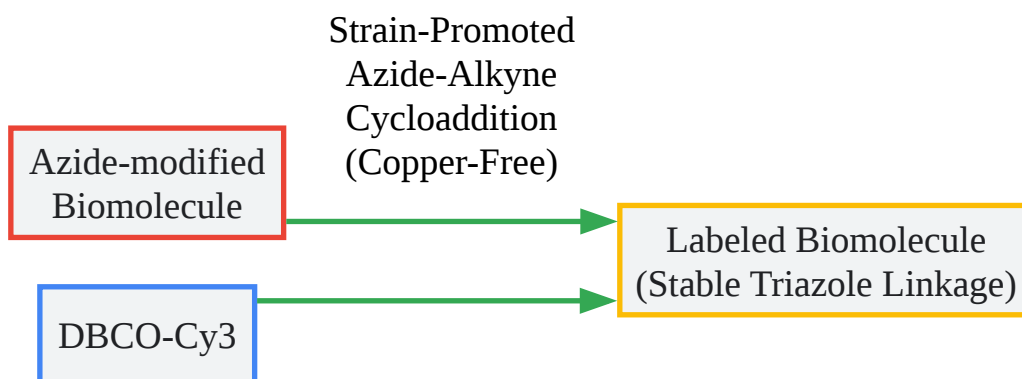 Strain-Promoted
Azide-Alkyne
Cycloaddition
(Copper-Free)
Azide-modified
Biomolecule
Labeled Biomolecule
(Stable Triazole Linkage)
DBCO-Cy3